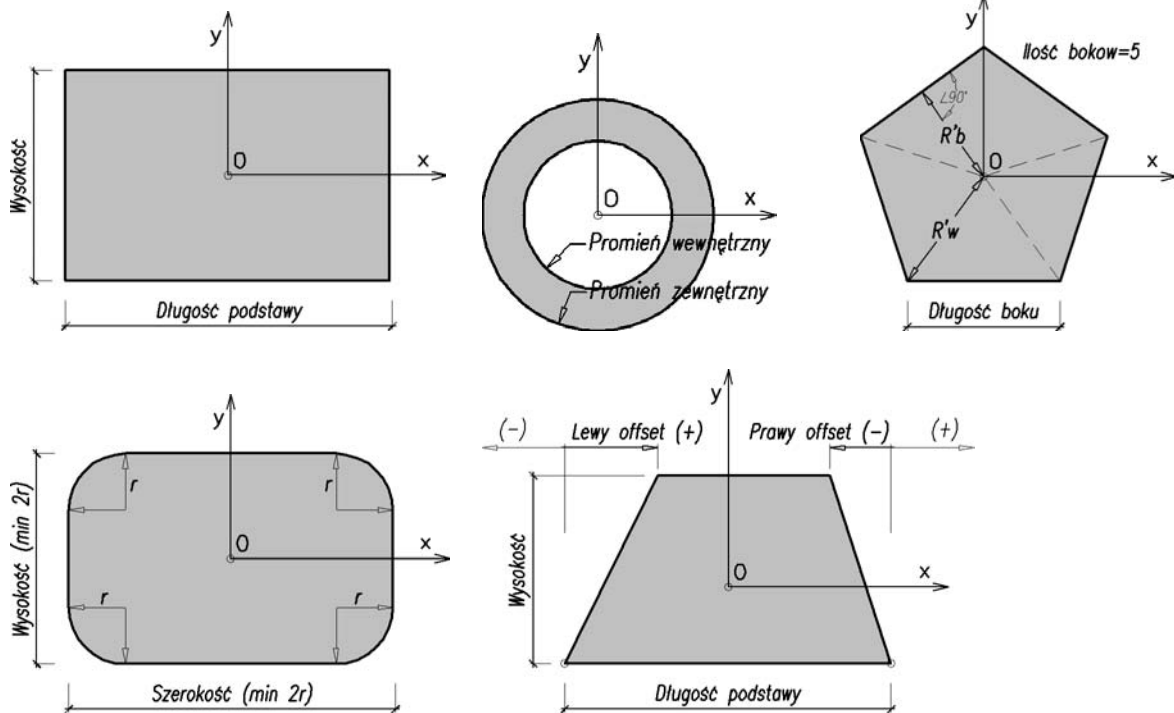 y
Wysokość
O
x
Długość podstawy
y
O
x
Promień wewnętrzny
Promień zewnętrzny
y
Ilość bokow=5
∠90°
R'b
O
x
R'w
Długość boku
y
r
r
Wysokość (min 2r)
O
x
r
r
Szerokość (min 2r)
y
(-)
Lewy offset (+)
Prawy offset (-)
(+)
Wysokość
O
x
Długość podstawy